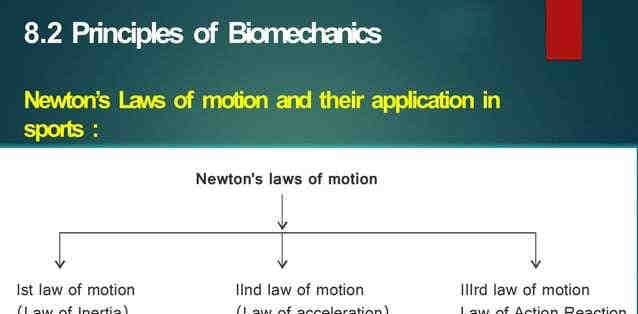 8.2 Principles of Biomechanics
Newton's Laws of motion and their application in
sports :
Newton's laws of motion
Ist law of motion IInd law of motion IIIrd law of motion
(Law of Inertia) (Law of acceleration) Law of Action Reaction